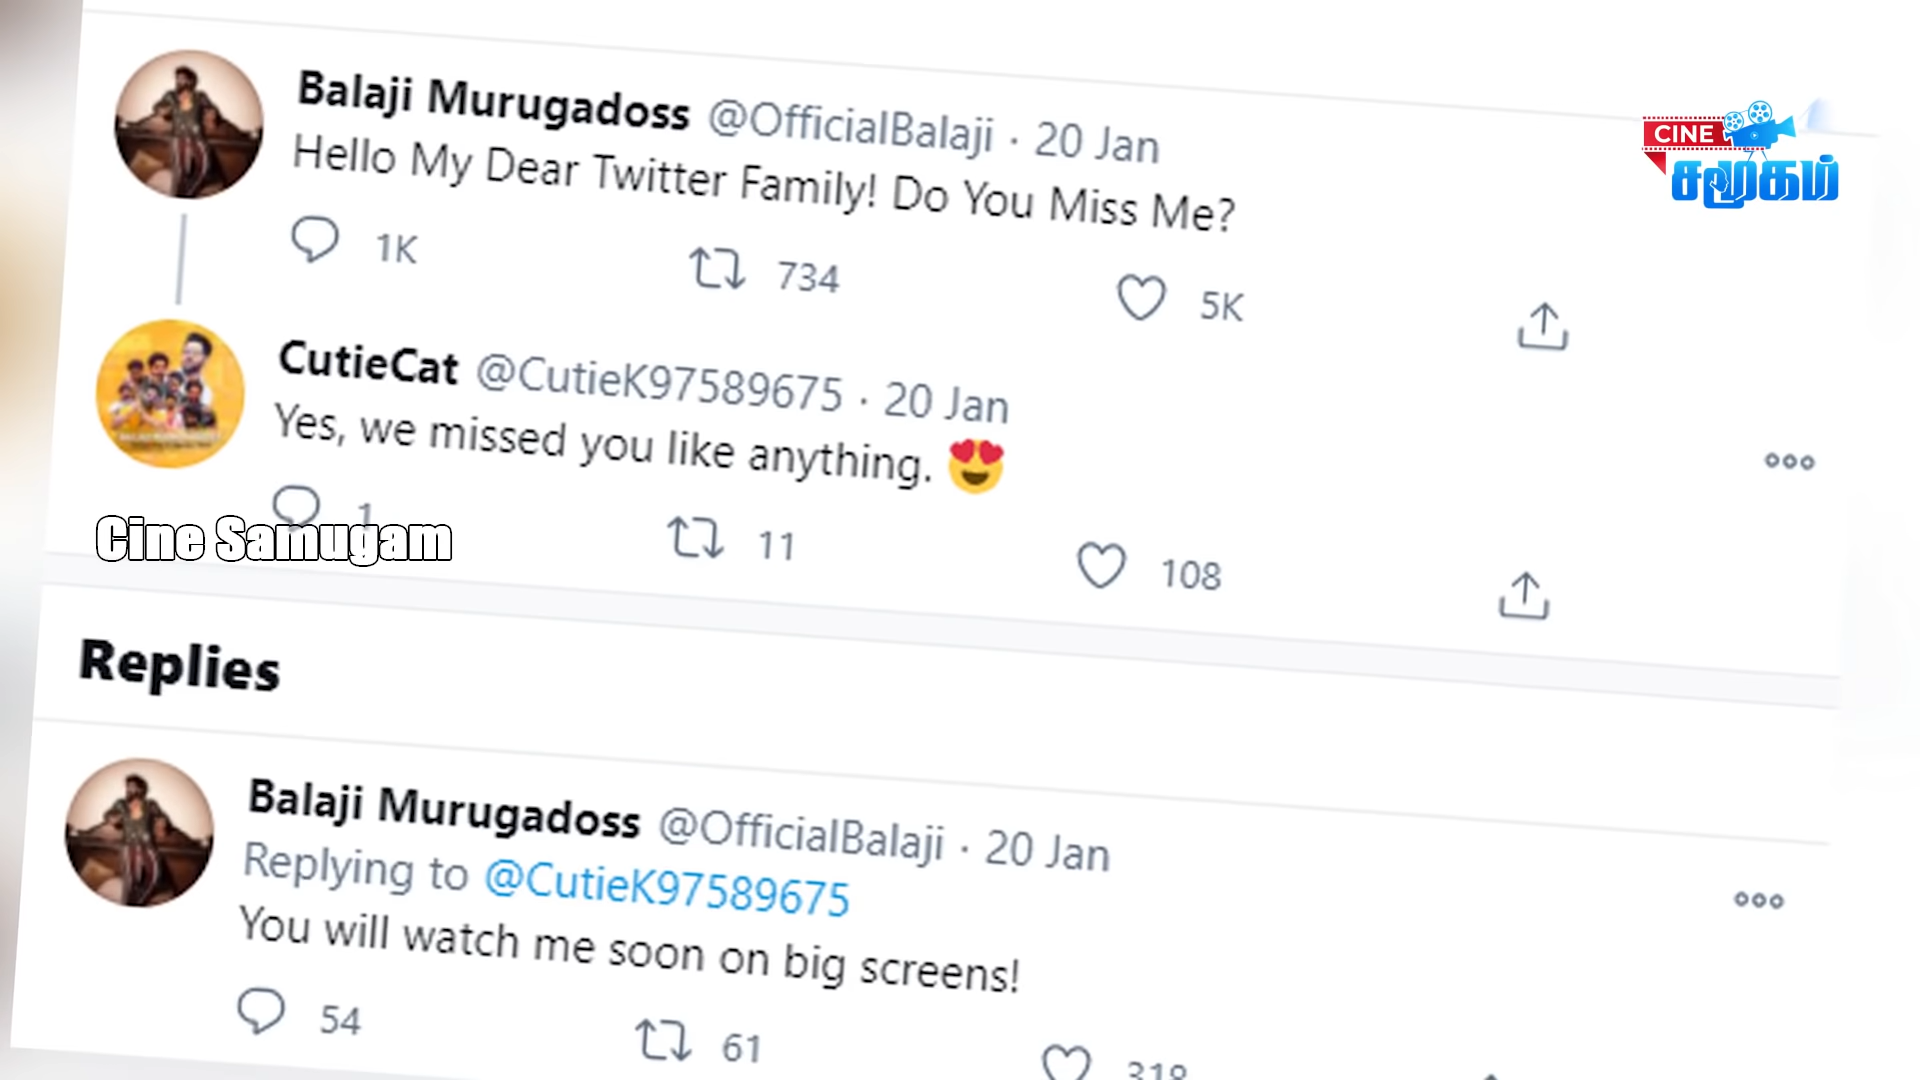 Balaji Murugadoss @OfficialBalaji · 20 Jan
Hello My Dear Twitter Family! Do You Miss Me?
1K 734 5K
CINE
சமூகம்
CutieCat @CutieK97589675 · 20 Jan
Yes, we missed you like anything. 😍
1 11 108
Cine Samugam
Replies
Balaji Murugadoss @OfficialBalaji · 20 Jan
Replying to @CutieK97589675
You will watch me soon on big screens!
54 61 318